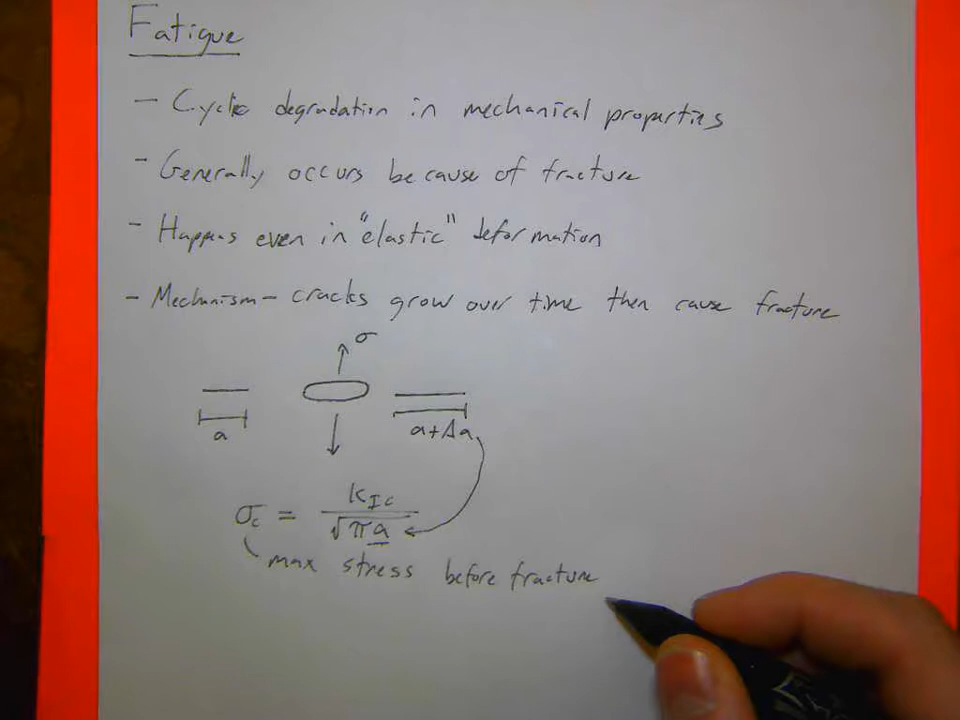 Fatigue
- Cyclic degradation in mechanical properties
- Generally occurs because of fracture
- Happens even in "elastic" deformation
- Mechanism - cracks grow over time then cause fracture
σ
a
a+Δa
σc = KIc / √πa
max stress before fracture